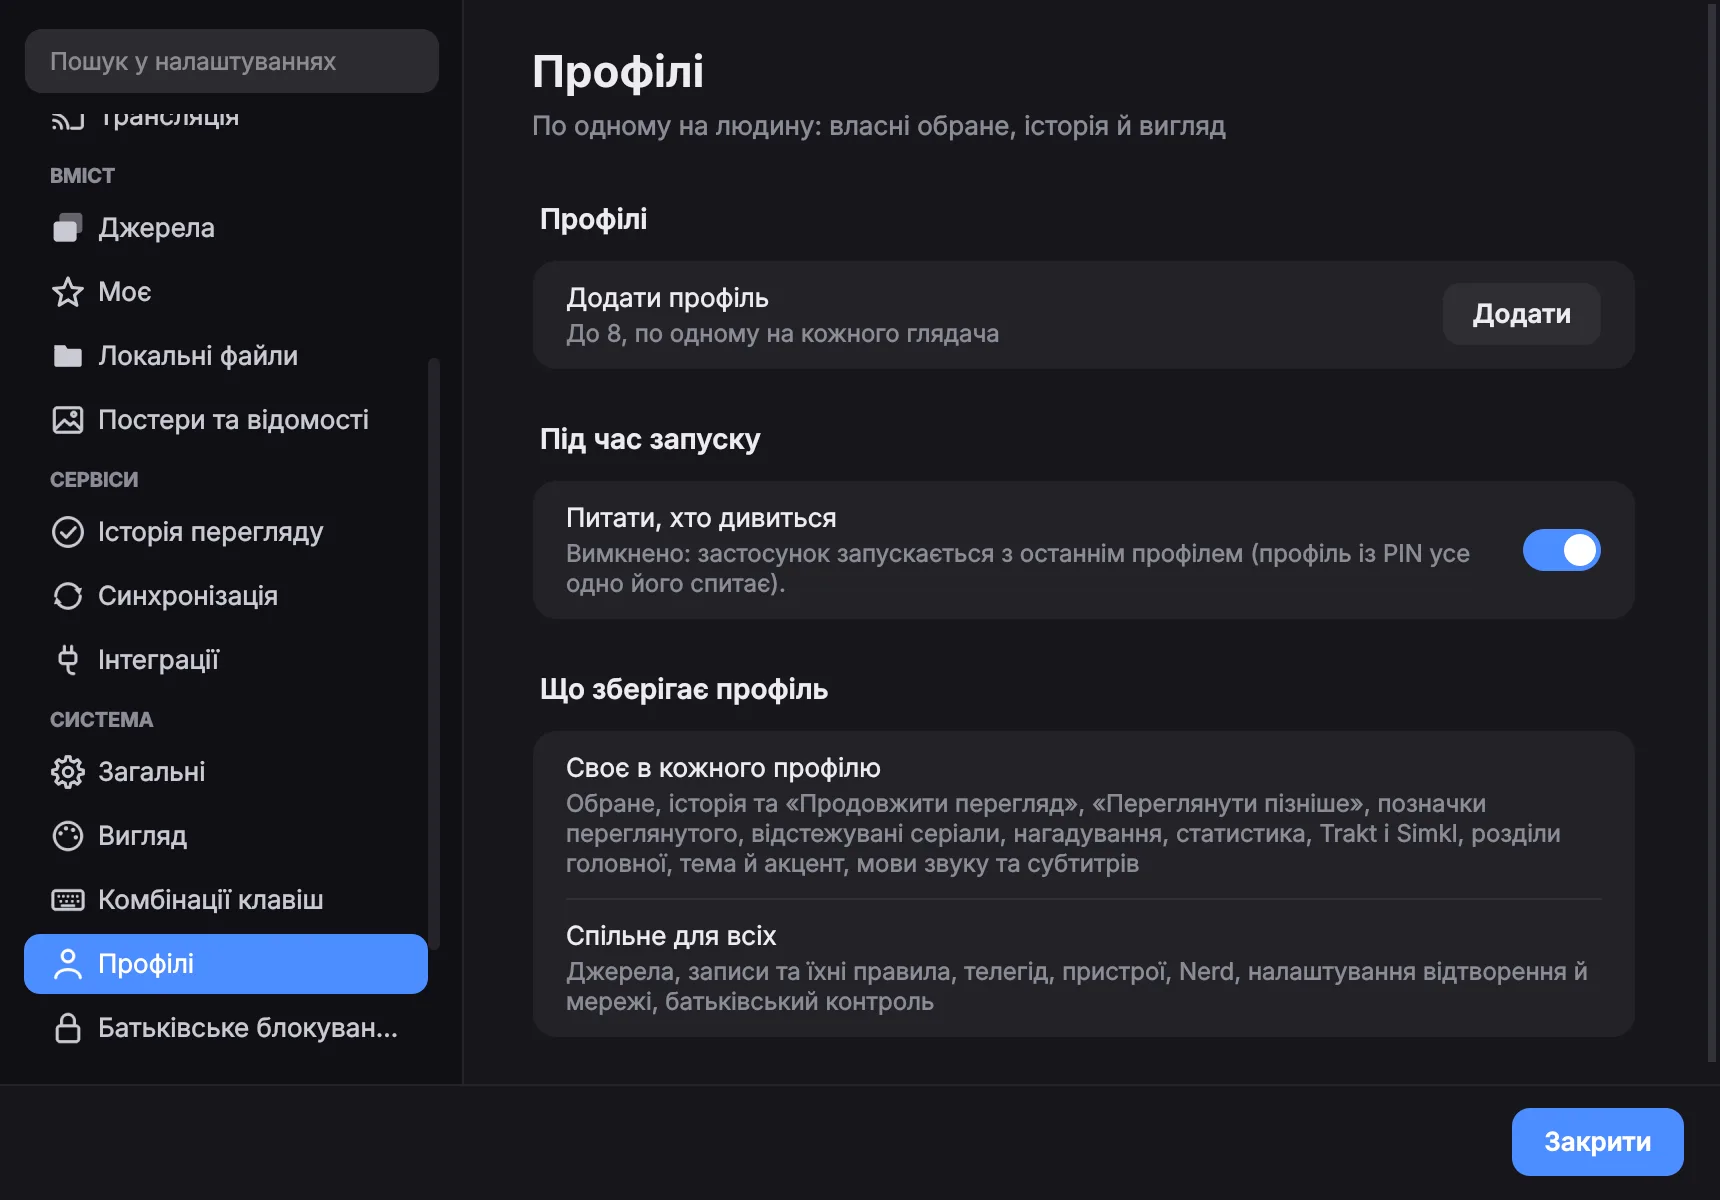 Пошук у налаштуваннях
Трансляція
ВМІСТ
Джерела
Моє
Локальні файли
Постери та відомості
СЕРВІСИ
Історія перегляду
Синхронізація
Інтеграції
СИСТЕМА
Загальні
Вигляд
Комбінації клавіш
Профілі
Батьківське блокуван...
Профілі
По одному на людину: власні обране, історія й вигляд
Профілі
Додати профіль
До 8, по одному на кожного глядача
Додати
Під час запуску
Питати, хто дивиться
Вимкнено: застосунок запускається з останнім профілем (профіль із PIN усе
одно його спитає).
Що зберігає профіль
Своє в кожного профілю
Обране, історія та «Продовжити перегляд», «Переглянути пізніше», позначки
переглянутого, відстежувані серіали, нагадування, статистика, Trakt і Simkl, розділи
головної, тема й акцент, мови звуку та субтитрів
Спільне для всіх
Джерела, записи та їхні правила, телегід, пристрої, Nerd, налаштування відтворення й
мережі, батьківський контроль
Закрити